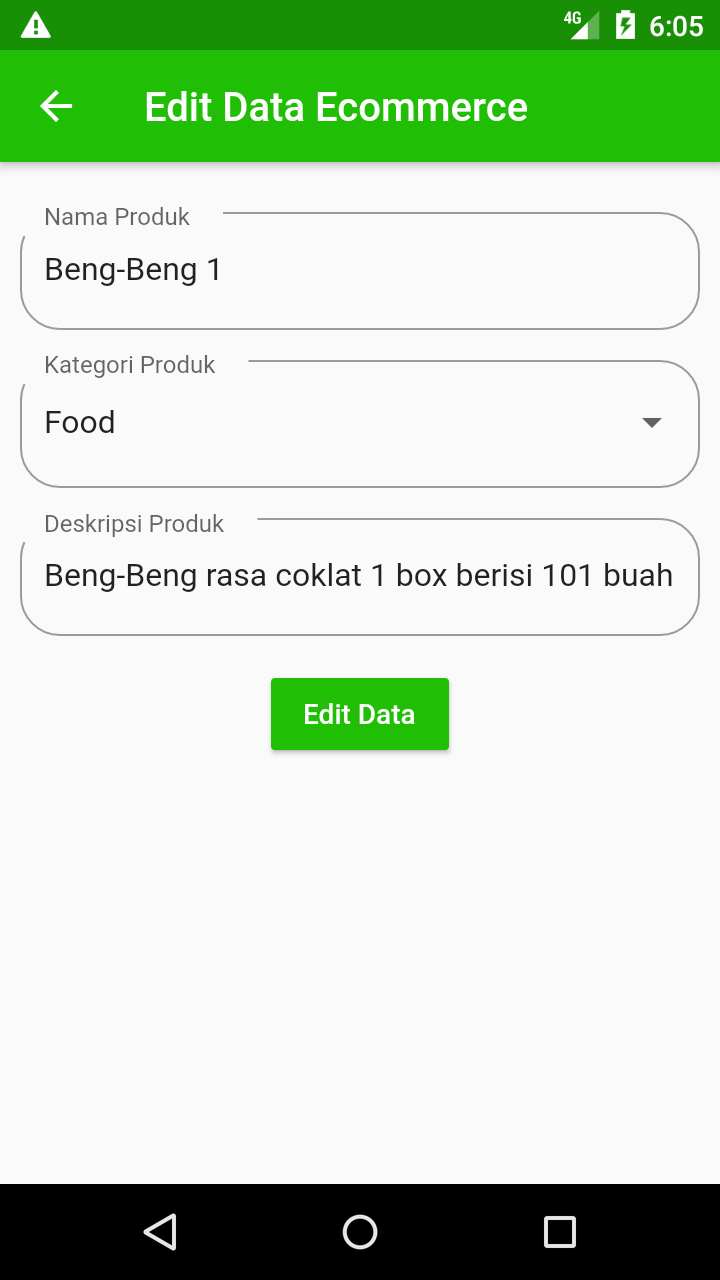 4G 6:05
Edit Data Ecommerce
Nama Produk
Beng-Beng 1
Kategori Produk
Food
Deskripsi Produk
Beng-Beng rasa coklat 1 box berisi 101 buah
Edit Data